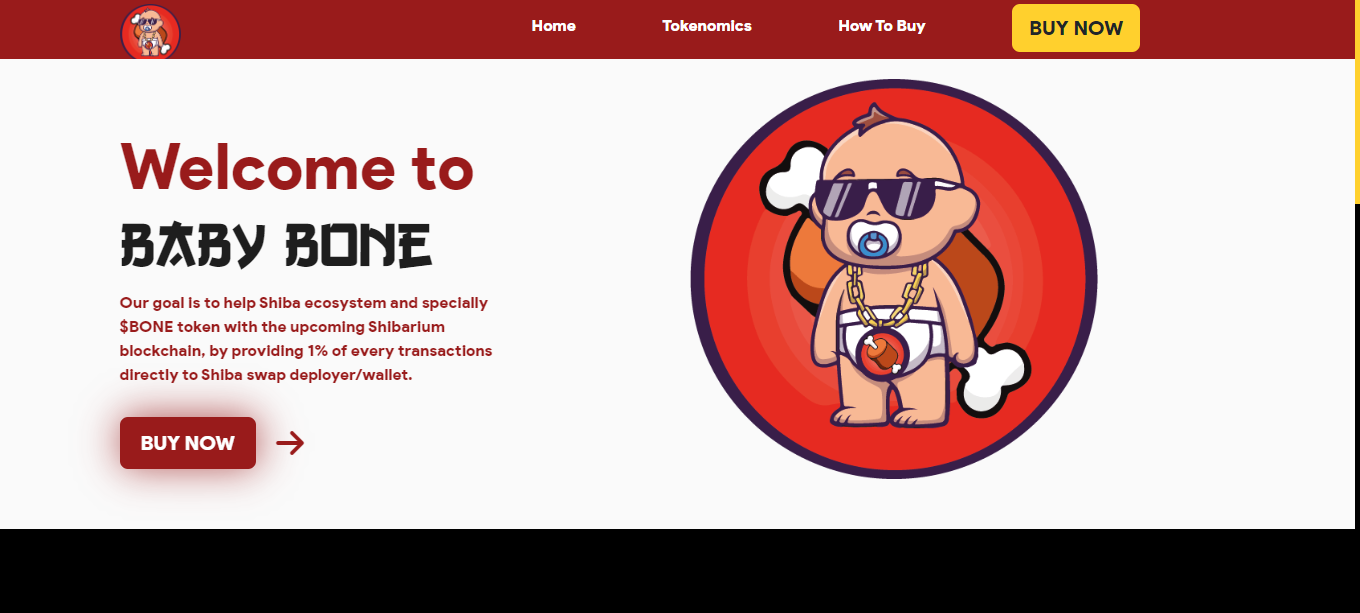 Home
Tokenomics
How To Buy
BUY NOW
Welcome to
BABY BONE
Our goal is to help Shiba ecosystem and specially
$BONE token with the upcoming Shibarium
blockchain, by providing 1% of every transactions
directly to Shiba swap deployer/wallet.
BUY NOW